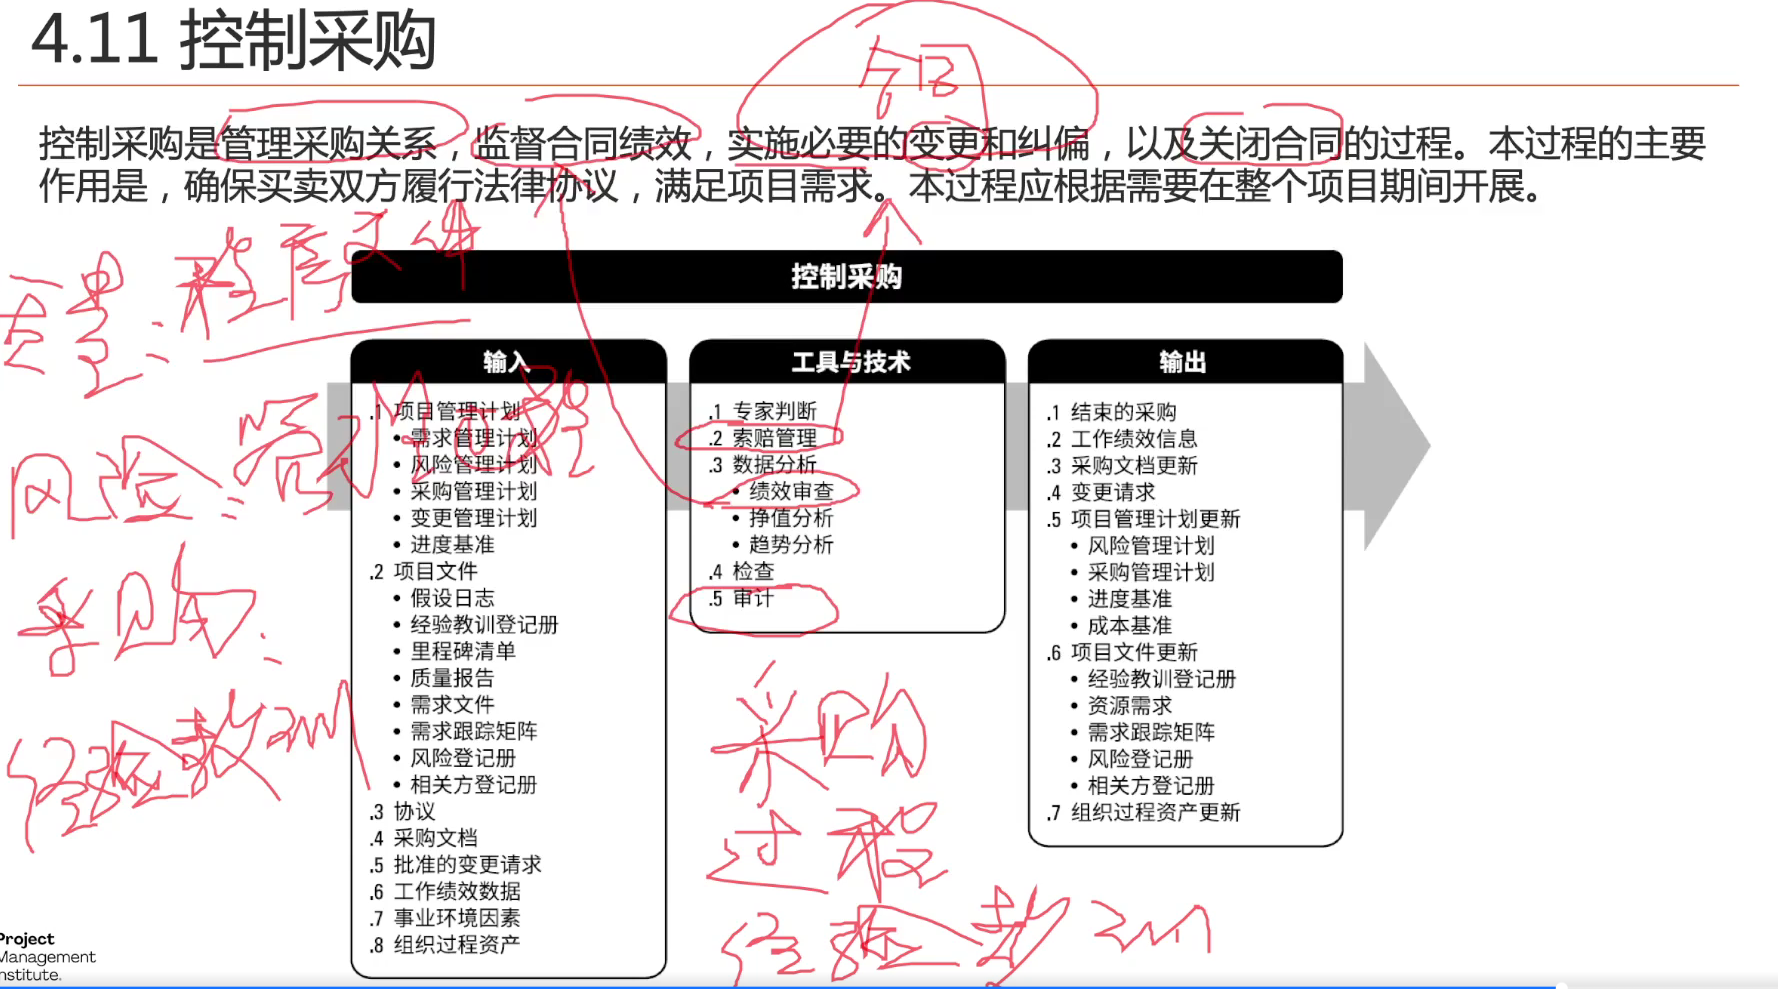 4.11 控制采购
控制采购是管理采购关系，监督合同绩效，实施必要的变更和纠偏，以及关闭合同的过程。本过程的主要
作用是，确保买卖双方履行法律协议，满足项目需求。本过程应根据需要在整个项目期间开展。
控制采购
输入
.1 项目管理计划
• 需求管理计划
• 风险管理计划
• 采购管理计划
• 变更管理计划
• 进度基准
.2 项目文件
• 假设日志
• 经验教训登记册
• 里程碑清单
• 质量报告
• 需求文件
• 需求跟踪矩阵
• 风险登记册
• 相关方登记册
.3 协议
.4 采购文档
.5 批准的变更请求
.6 工作绩效数据
.7 事业环境因素
.8 组织过程资产
工具与技术
.1 专家判断
.2 索赔管理
.3 数据分析
• 绩效审查
• 挣值分析
• 趋势分析
.4 检查
.5 审计
输出
.1 结束的采购
.2 工作绩效信息
.3 采购文档更新
.4 变更请求
.5 项目管理计划更新
• 风险管理计划
• 采购管理计划
• 进度基准
• 成本基准
.6 项目文件更新
• 经验教训登记册
• 资源需求
• 需求跟踪矩阵
• 风险登记册
• 相关方登记册
.7 组织过程资产更新
质量：程序文件
风险：
采购：
经验教训
采购
过程
经验教训
Project
Management
Institute.